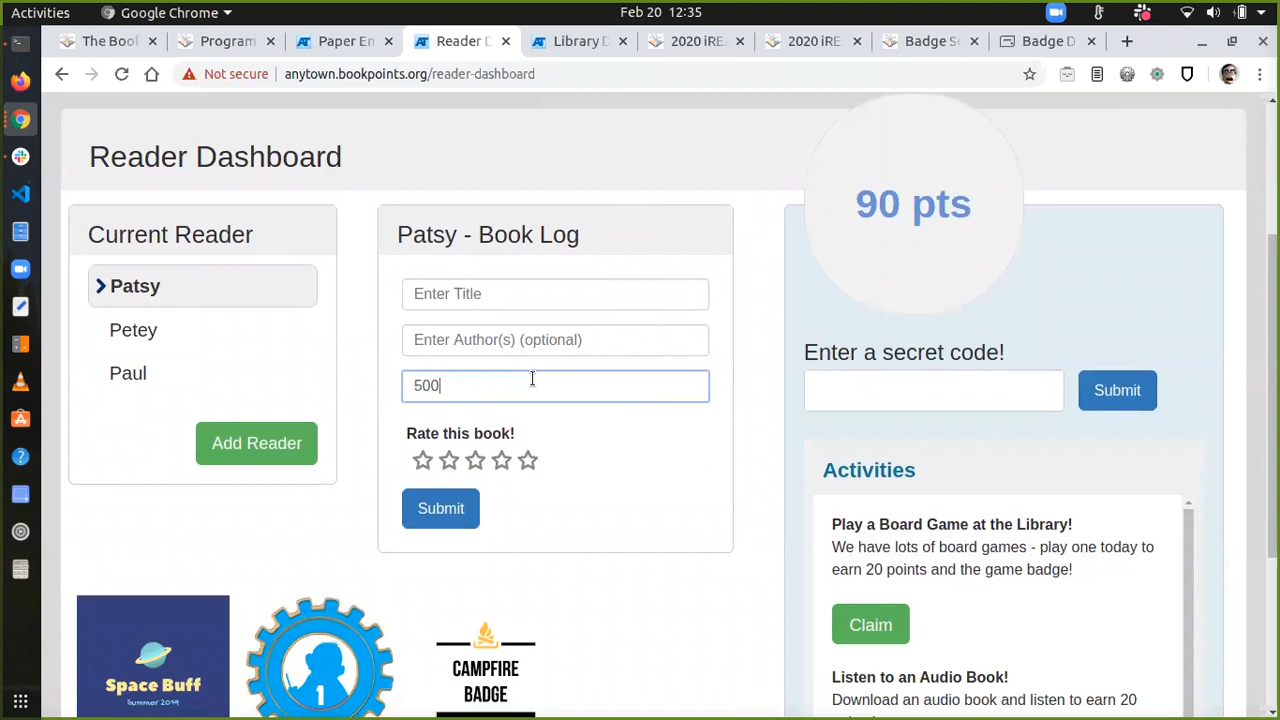 Activities
Google Chrome
Feb 20 12:35
The Boo
Program
Paper En
Reader D
Library D
2020 iRE
2020 iRE
Badge S
Badge D
Not secure
anytown.bookpoints.org/reader-dashboard
Reader Dashboard
90 pts
Current Reader
Patsy
Petey
Paul
Add Reader
Patsy - Book Log
Enter Title
Enter Author(s) (optional)
500
Rate this book!
Submit
Enter a secret code!
Submit
Activities
Play a Board Game at the Library!
We have lots of board games - play one today to
earn 20 points and the game badge!
Claim
Listen to an Audio Book!
Download an audio book and listen to earn 20
Space Buff
Summer 2019
1
CAMPFIRE
BADGE